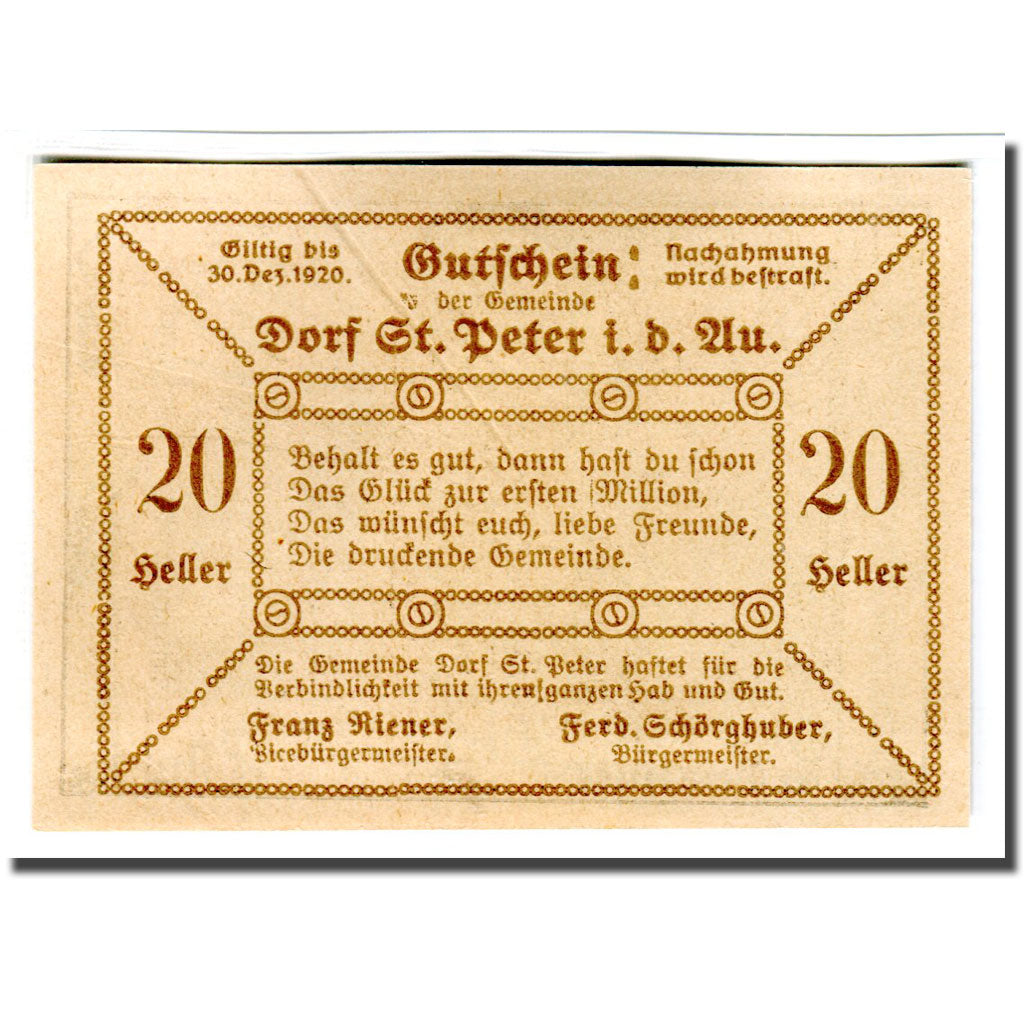 Giltig bis
30. Dez. 1920.
Gutschein
Nachahmung
wird bestraft.
der Gemeinde
Dorf St. Peter i. d. Au.
20
Heller
Behalt es gut, dann hast du schon
Das Glück zur ersten Million,
Das wünscht euch, liebe Freunde,
Die druckende Gemeinde.
20
Heller
Die Gemeinde Dorf St. Peter haftet für die
Verbindlichkeit mit ihren ganzen Hab und Gut.
Franz Riener,
Vicebürgermeister.
Ferd. Schörghuber,
Bürgermeister.